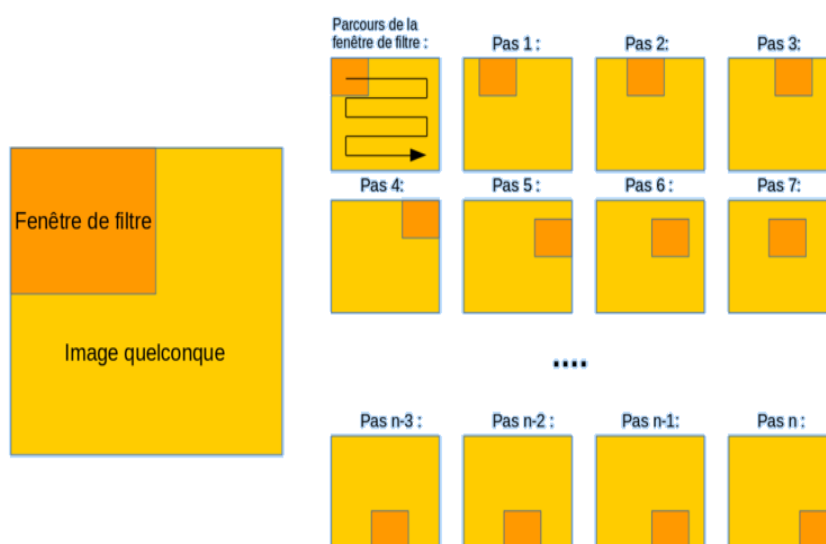 Parcours de la
fenêtre de filtre :
Pas 1 :
Pas 2:
Pas 3:
Fenêtre de filtre
Image quelconque
Pas 4:
Pas 5 :
Pas 6 :
Pas 7:
....
Pas n-3 :
Pas n-2 :
Pas n-1:
Pas n :